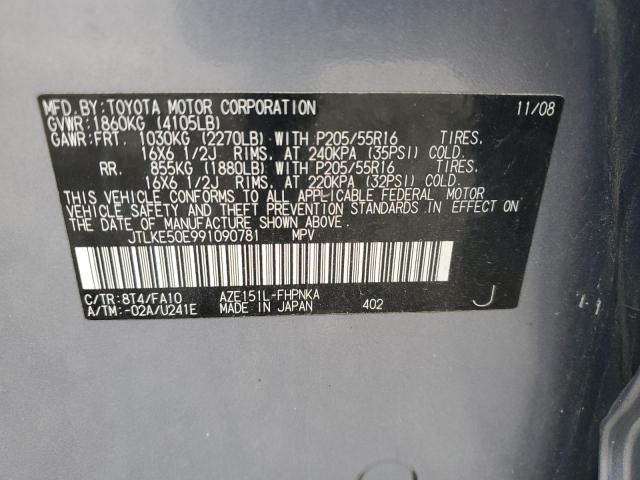 MFD. BY: TOYOTA MOTOR CORPORATION 11/08
GVWR: 1860KG (4105LB)
GAWR: FRT. 1030KG (2270LB) WITH P205/55R16 TIRES,
16X6 1/2J RIMS, AT 240KPA (35PSI) COLD.
RR. 855KG (1880LB) WITH P205/55R16 TIRES,
16X6 1/2J RIMS, AT 220KPA (32PSI) COLD.
THIS VEHICLE CONFORMS TO ALL APPLICABLE FEDERAL MOTOR
VEHICLE SAFETY AND THEFT PREVENTION STANDARDS IN EFFECT ON
THE DATE OF MANUFACTURE SHOWN ABOVE.
JTLKE50E991090781 MPV
C/TR: 8T4/FA10 AZE151L-FHPNKA J
A/TM: -02A/U241E MADE IN JAPAN 402